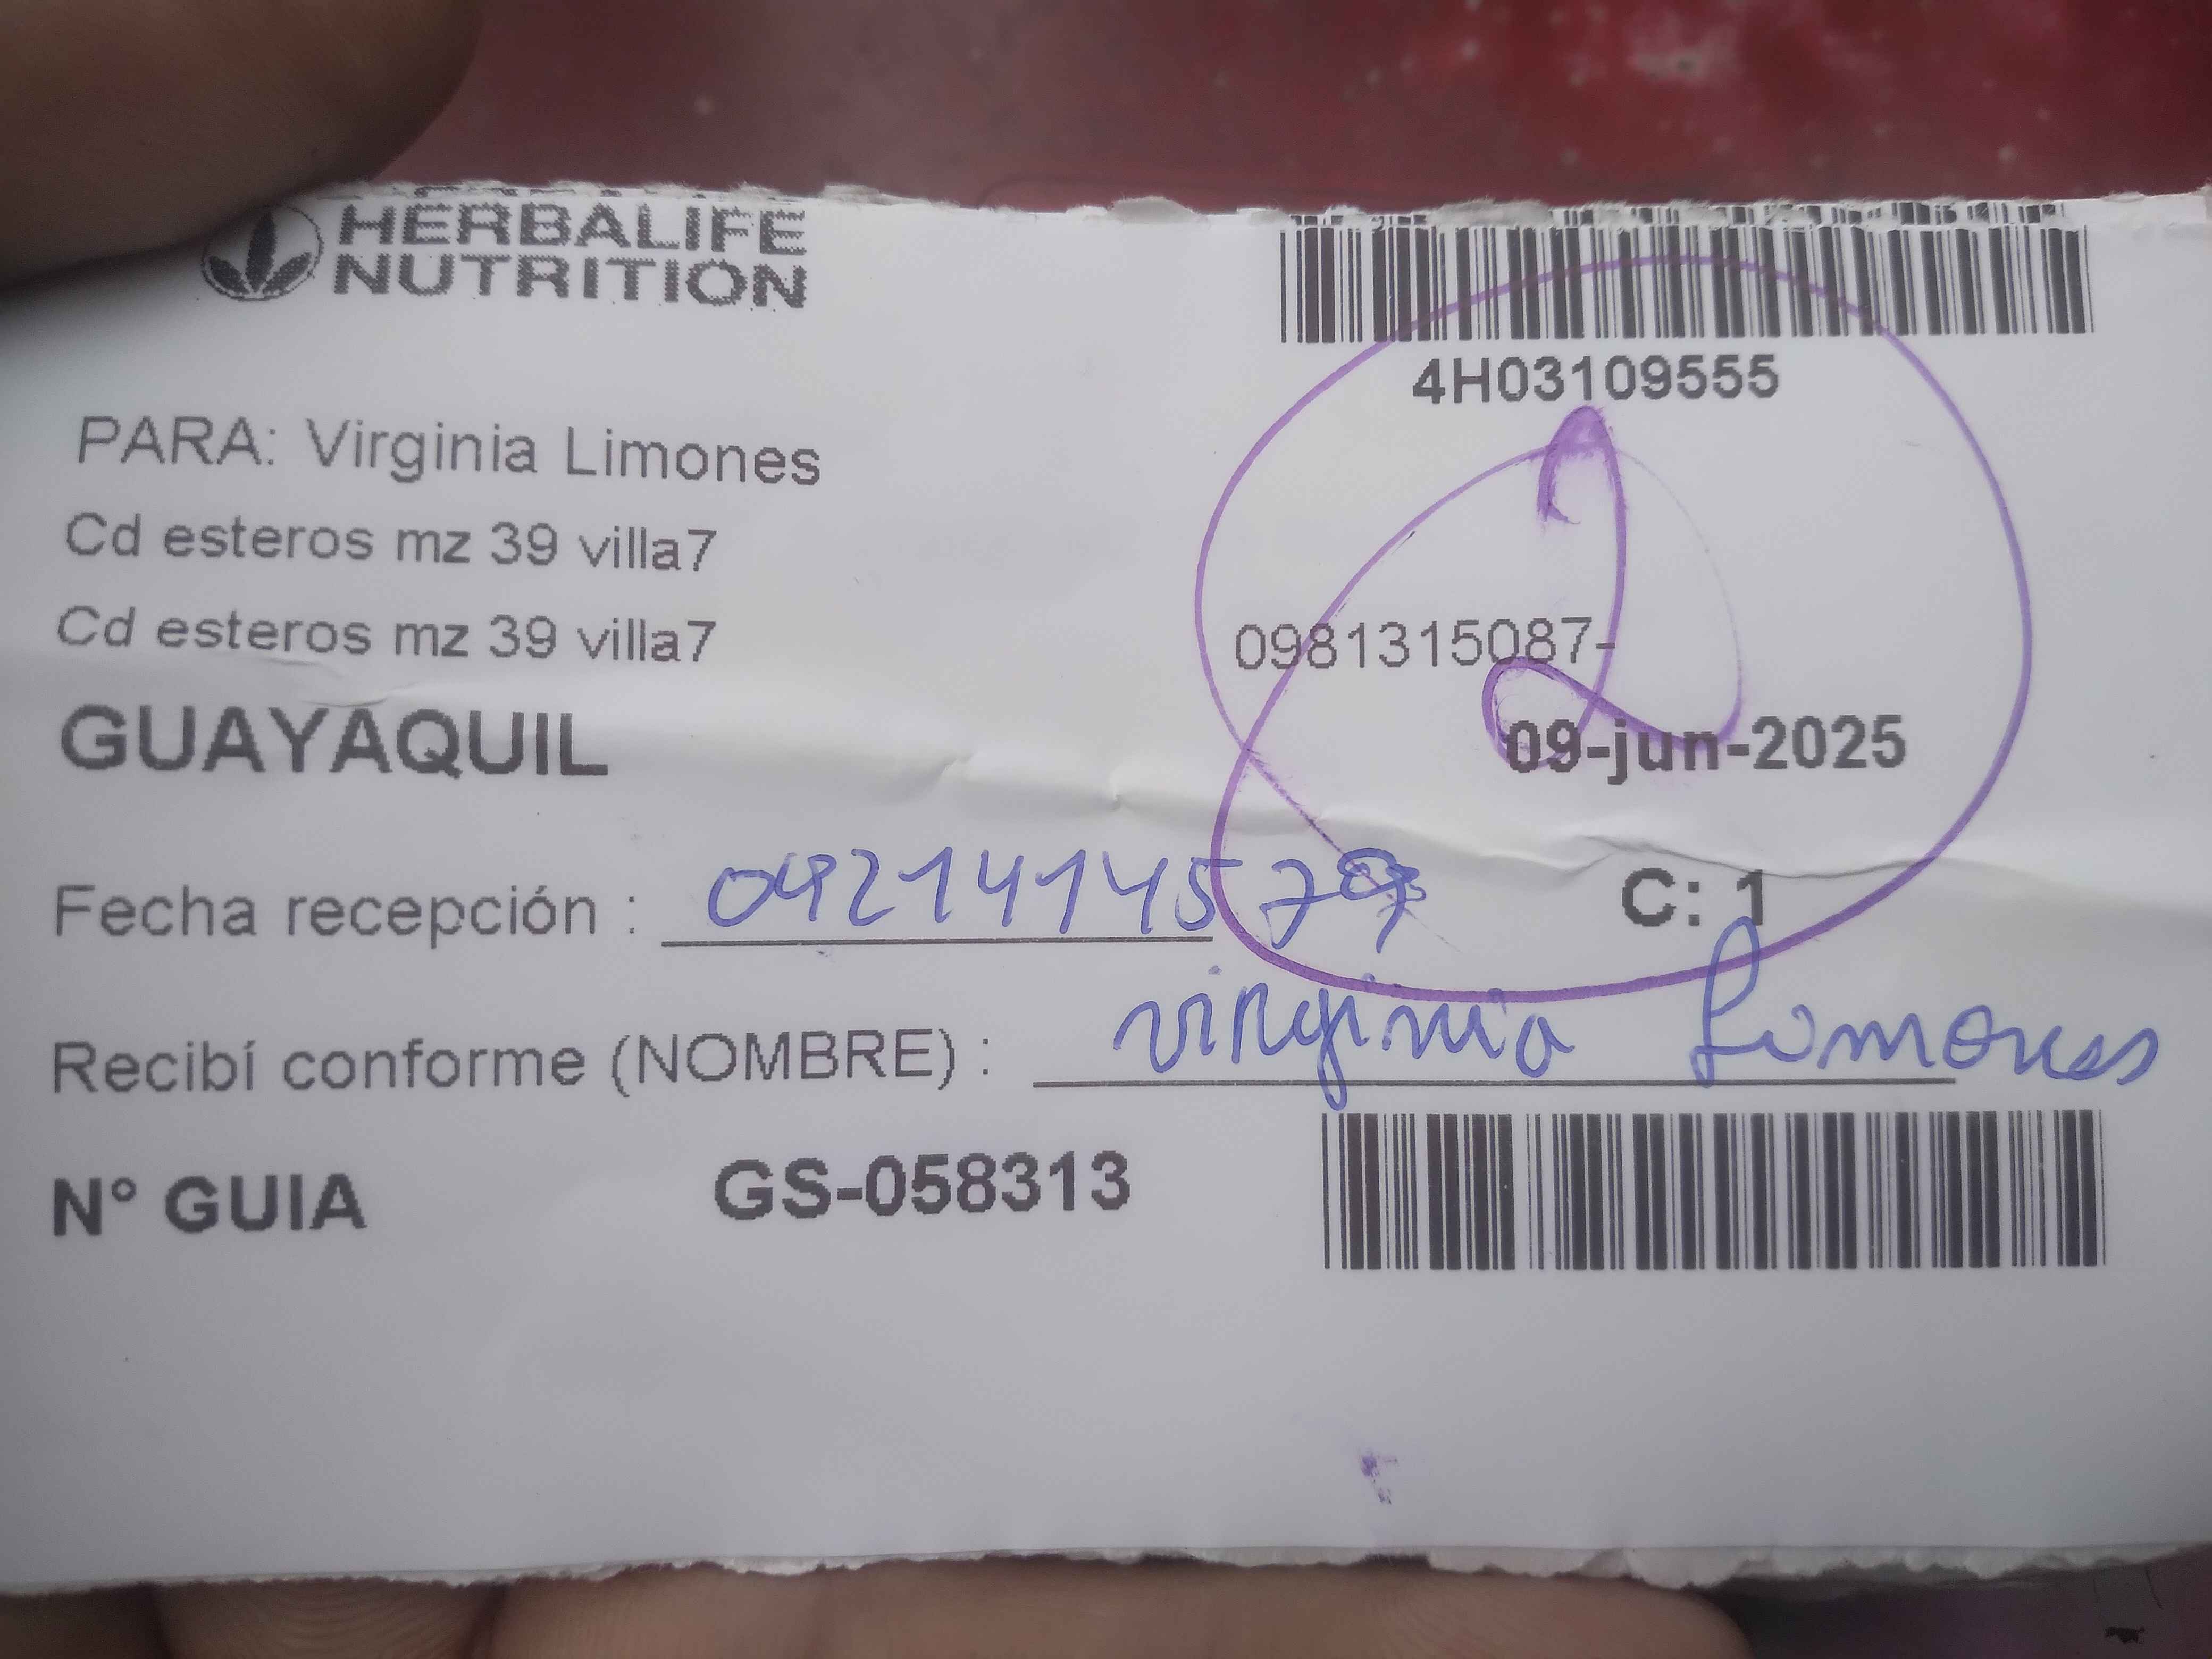 HERBALIFE
NUTRITION
4H03109555
PARA: Virginia Limones
Cd esteros mz 39 villa7
Cd esteros mz 39 villa7
0981315087-
2
GUAYAQUIL
09-jun-2025
Fecha recepción : 0921414579
C: 1
Recibí conforme (NOMBRE) : virginia Limones
N° GUIA GS-058313